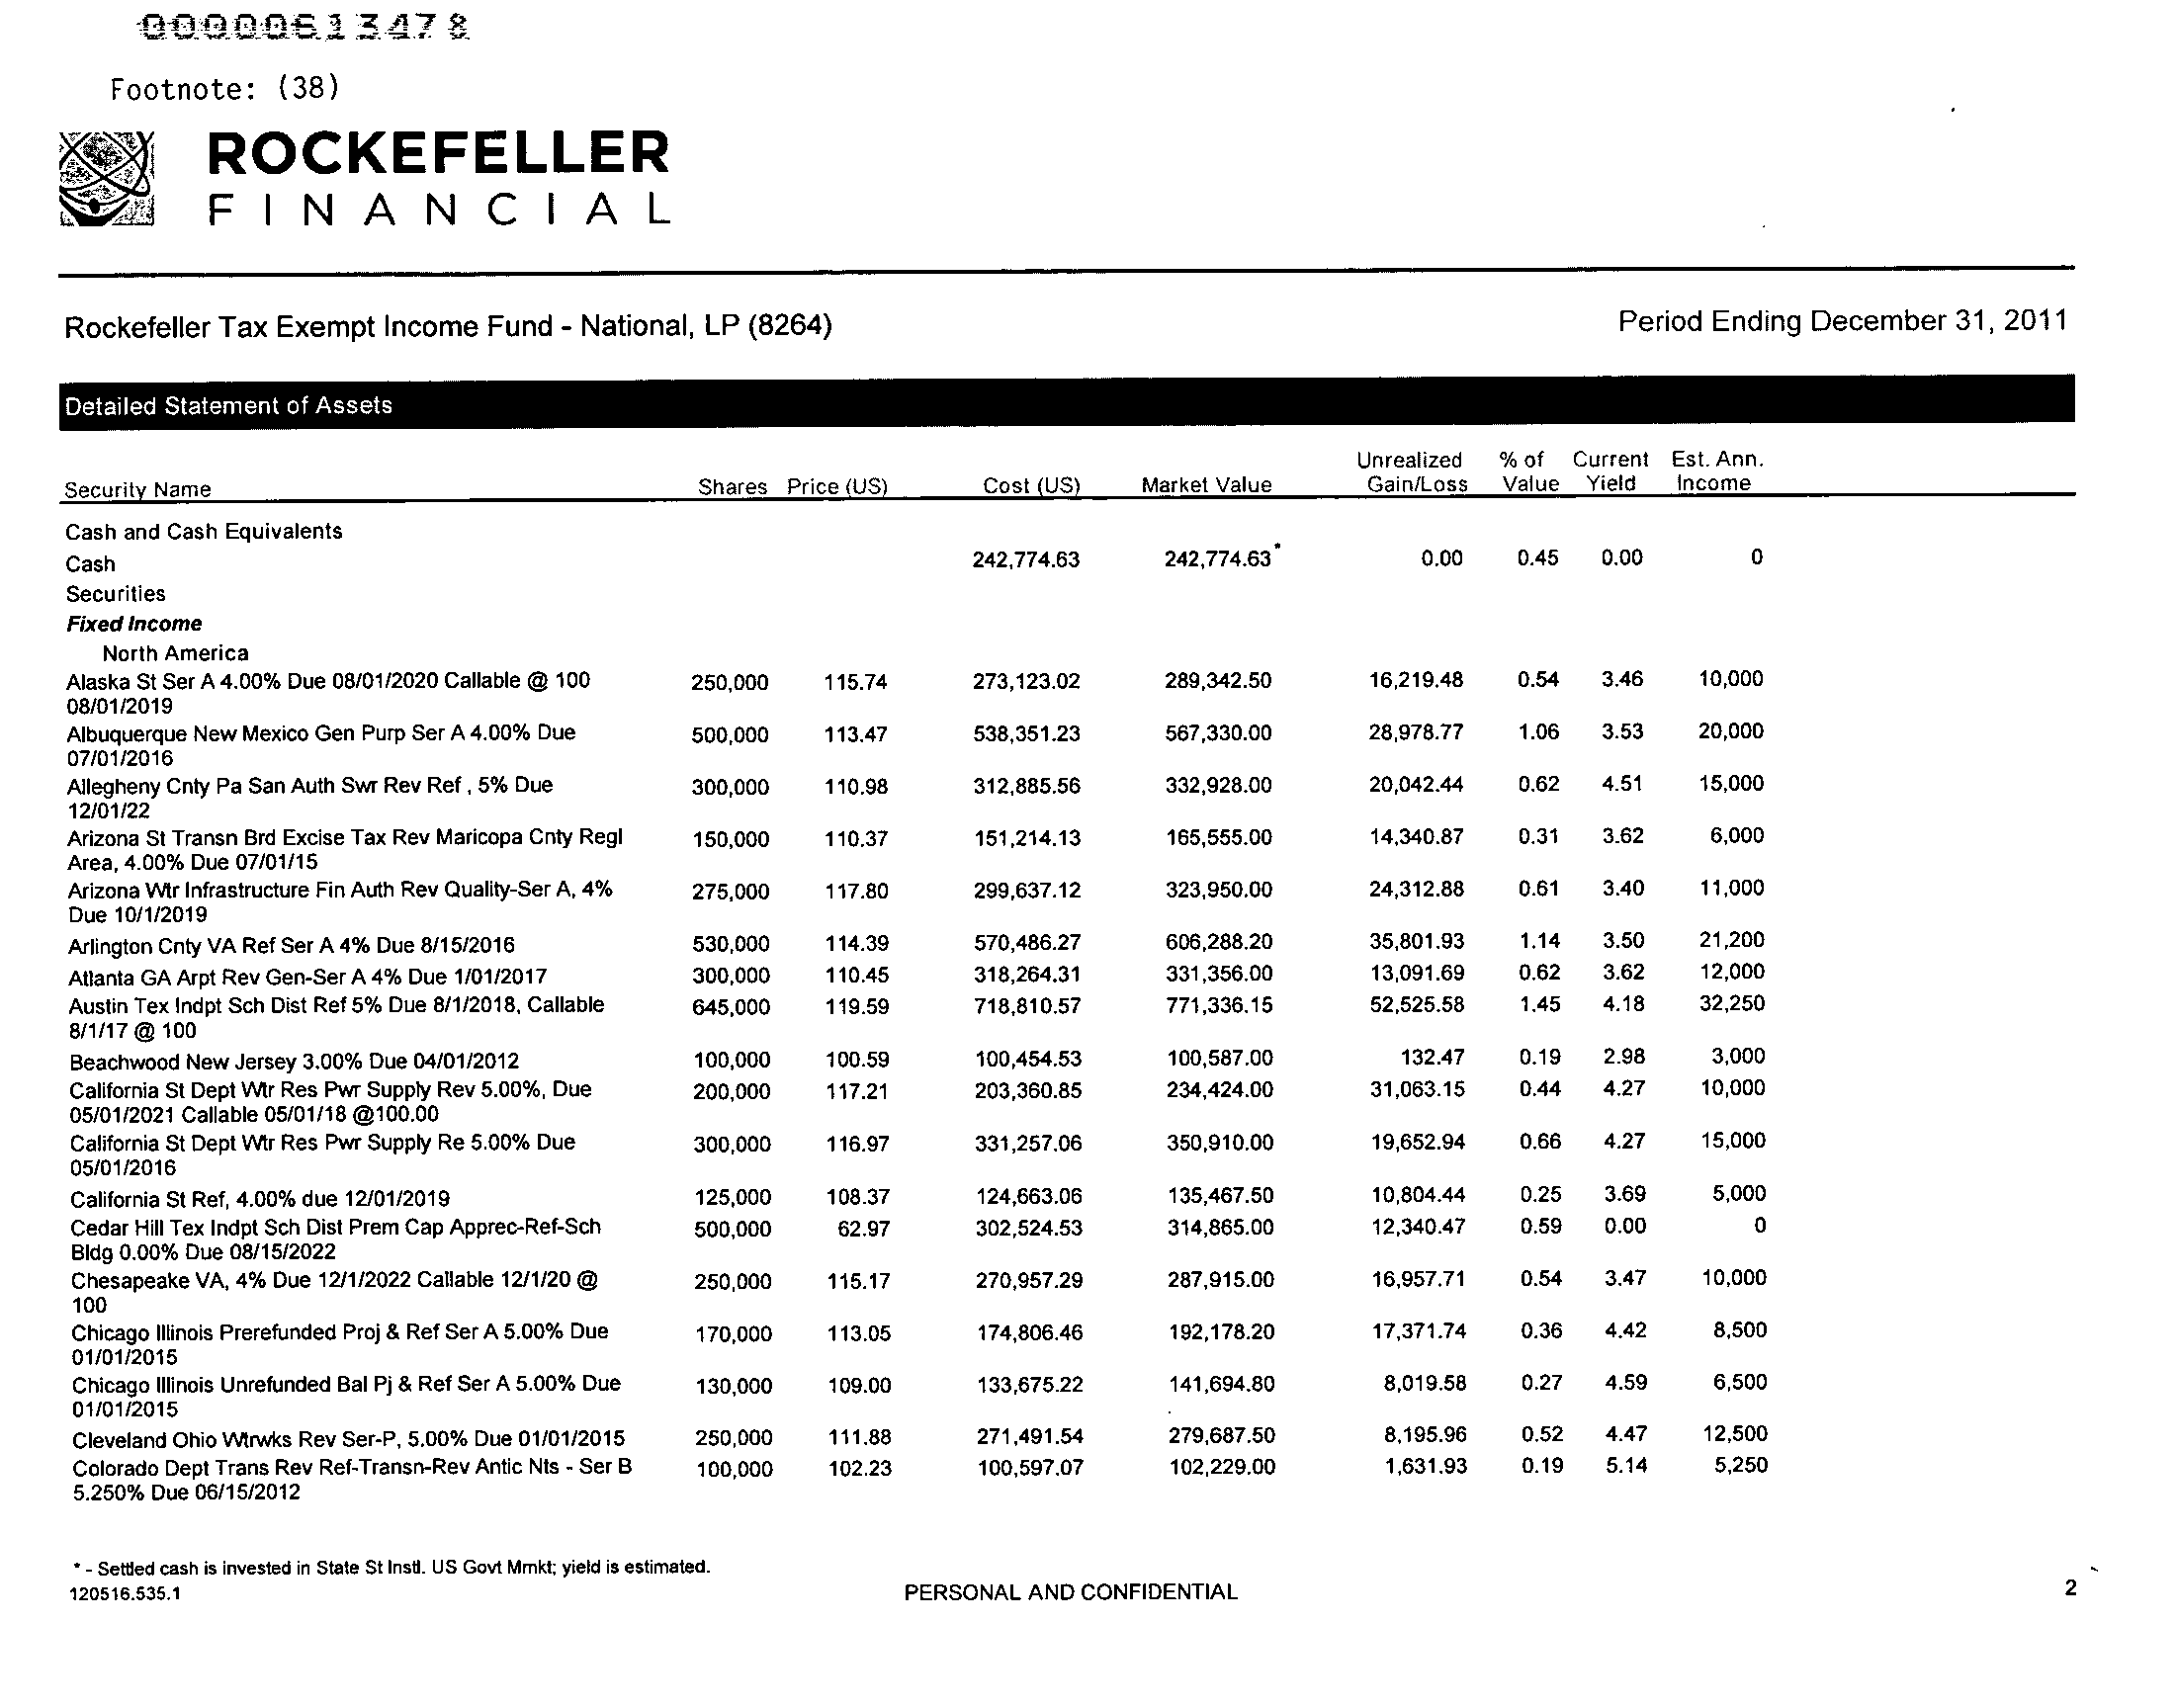 00000613478
Footnote: (38)
ROCKEFELLER
FINANCIAL
Rockefeller Tax Exempt Income Fund - National, LP (8264) Period Ending December 31, 2011
Detailed Statement of Assets
Unrealized % of Current Est. Ann.
Security Name Shares Price (US) Cost (US) Market Value Gain/Loss Value Yield Income
Cash and Cash Equivalents
Cash 242,774.63 242,774.63* 0.00 0.45 0.00 0
Securities
Fixed Income
North America
Alaska St Ser A 4.00% Due 08/01/2020 Callable @ 100 250,000 115.74 273,123.02 289,342.50 16,219.48 0.54 3.46 10,000
08/01/2019
Albuquerque New Mexico Gen Purp Ser A 4.00% Due 500,000 113.47 538,351.23 567,330.00 28,978.77 1.06 3.53 20,000
07/01/2016
Allegheny Cnty Pa San Auth Swr Rev Ref , 5% Due 300,000 110.98 312,885.56 332,928.00 20,042.44 0.62 4.51 15,000
12/01/22
Arizona St Transn Brd Excise Tax Rev Maricopa Cnty Regl 150,000 110.37 151,214.13 165,555.00 14,340.87 0.31 3.62 6,000
Area, 4.00% Due 07/01/15
Arizona Wtr Infrastructure Fin Auth Rev Quality-Ser A, 4% 275,000 117.80 299,637.12 323,950.00 24,312.88 0.61 3.40 11,000
Due 10/1/2019
Arlington Cnty VA Ref Ser A 4% Due 8/15/2016 530,000 114.39 570,486.27 606,288.20 35,801.93 1.14 3.50 21,200
Atlanta GA Arpt Rev Gen-Ser A 4% Due 1/01/2017 300,000 110.45 318,264.31 331,356.00 13,091.69 0.62 3.62 12,000
Austin Tex Indpt Sch Dist Ref 5% Due 8/1/2018, Callable 645,000 119.59 718,810.57 771,336.15 52,525.58 1.45 4.18 32,250
8/1/17 @ 100
Beachwood New Jersey 3.00% Due 04/01/2012 100,000 100.59 100,454.53 100,587.00 132.47 0.19 2.98 3,000
California St Dept Wtr Res Pwr Supply Rev 5.00%, Due 200,000 117.21 203,360.85 234,424.00 31,063.15 0.44 4.27 10,000
05/01/2021 Callable 05/01/18 @100.00
California St Dept Wtr Res Pwr Supply Re 5.00% Due 300,000 116.97 331,257.06 350,910.00 19,652.94 0.66 4.27 15,000
05/01/2016
California St Ref, 4.00% due 12/01/2019 125,000 108.37 124,663.06 135,467.50 10,804.44 0.25 3.69 5,000
Cedar Hill Tex Indpt Sch Dist Prem Cap Apprec-Ref-Sch 500,000 62.97 302,524.53 314,865.00 12,340.47 0.59 0.00 0
Bldg 0.00% Due 08/15/2022
Chesapeake VA, 4% Due 12/1/2022 Callable 12/1/20 @ 250,000 115.17 270,957.29 287,915.00 16,957.71 0.54 3.47 10,000
100
Chicago Illinois Prerefunded Proj & Ref Ser A 5.00% Due 170,000 113.05 174,806.46 192,178.20 17,371.74 0.36 4.42 8,500
01/01/2015
Chicago Illinois Unrefunded Bal Pj & Ref Ser A 5.00% Due 130,000 109.00 133,675.22 141,694.80 8,019.58 0.27 4.59 6,500
01/01/2015
Cleveland Ohio Wtrwks Rev Ser-P, 5.00% Due 01/01/2015 250,000 111.88 271,491.54 279,687.50 8,195.96 0.52 4.47 12,500
Colorado Dept Trans Rev Ref-Transn-Rev Antic Nts - Ser B 100,000 102.23 100,597.07 102,229.00 1,631.93 0.19 5.14 5,250
5.250% Due 06/15/2012
* - Settled cash is invested in State St Instl. US Govt Mmkt; yield is estimated.
120516.535.1 PERSONAL AND CONFIDENTIAL 2